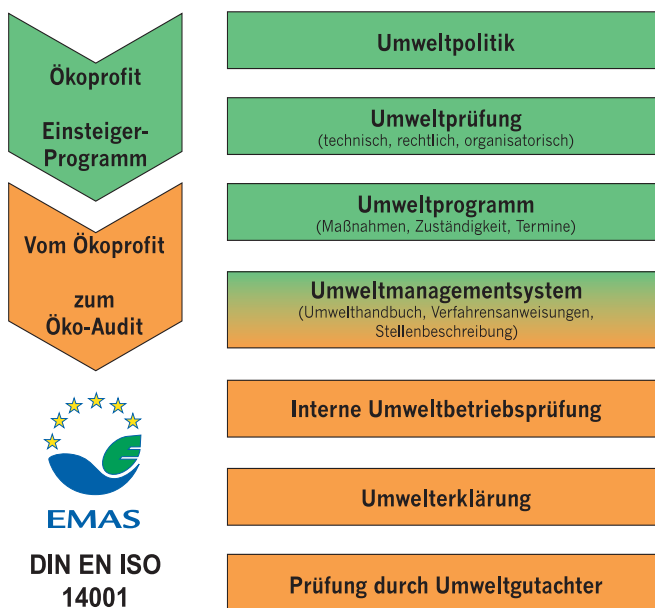 Ökoprofit
Einsteiger-
Programm
Vom Ökoprofit
zum
Öko-Audit
EMAS
DIN EN ISO
14001
Umweltpolitik
Umweltprüfung
(technisch, rechtlich, organisatorisch)
Umweltprogramm
(Maßnahmen, Zuständigkeit, Termine)
Umweltmanagementsystem
(Umwelthandbuch, Verfahrensanweisungen,
Stellenbeschreibung)
Interne Umweltbetriebsprüfung
Umwelterklärung
Prüfung durch Umweltgutachter